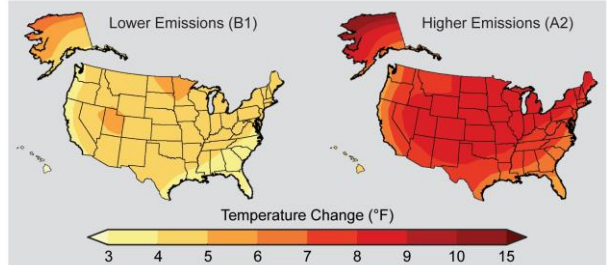 Lower Emissions (B1)
Higher Emissions (A2)
Temperature Change (°F)
3 4 5 6 7 8 9 10 15